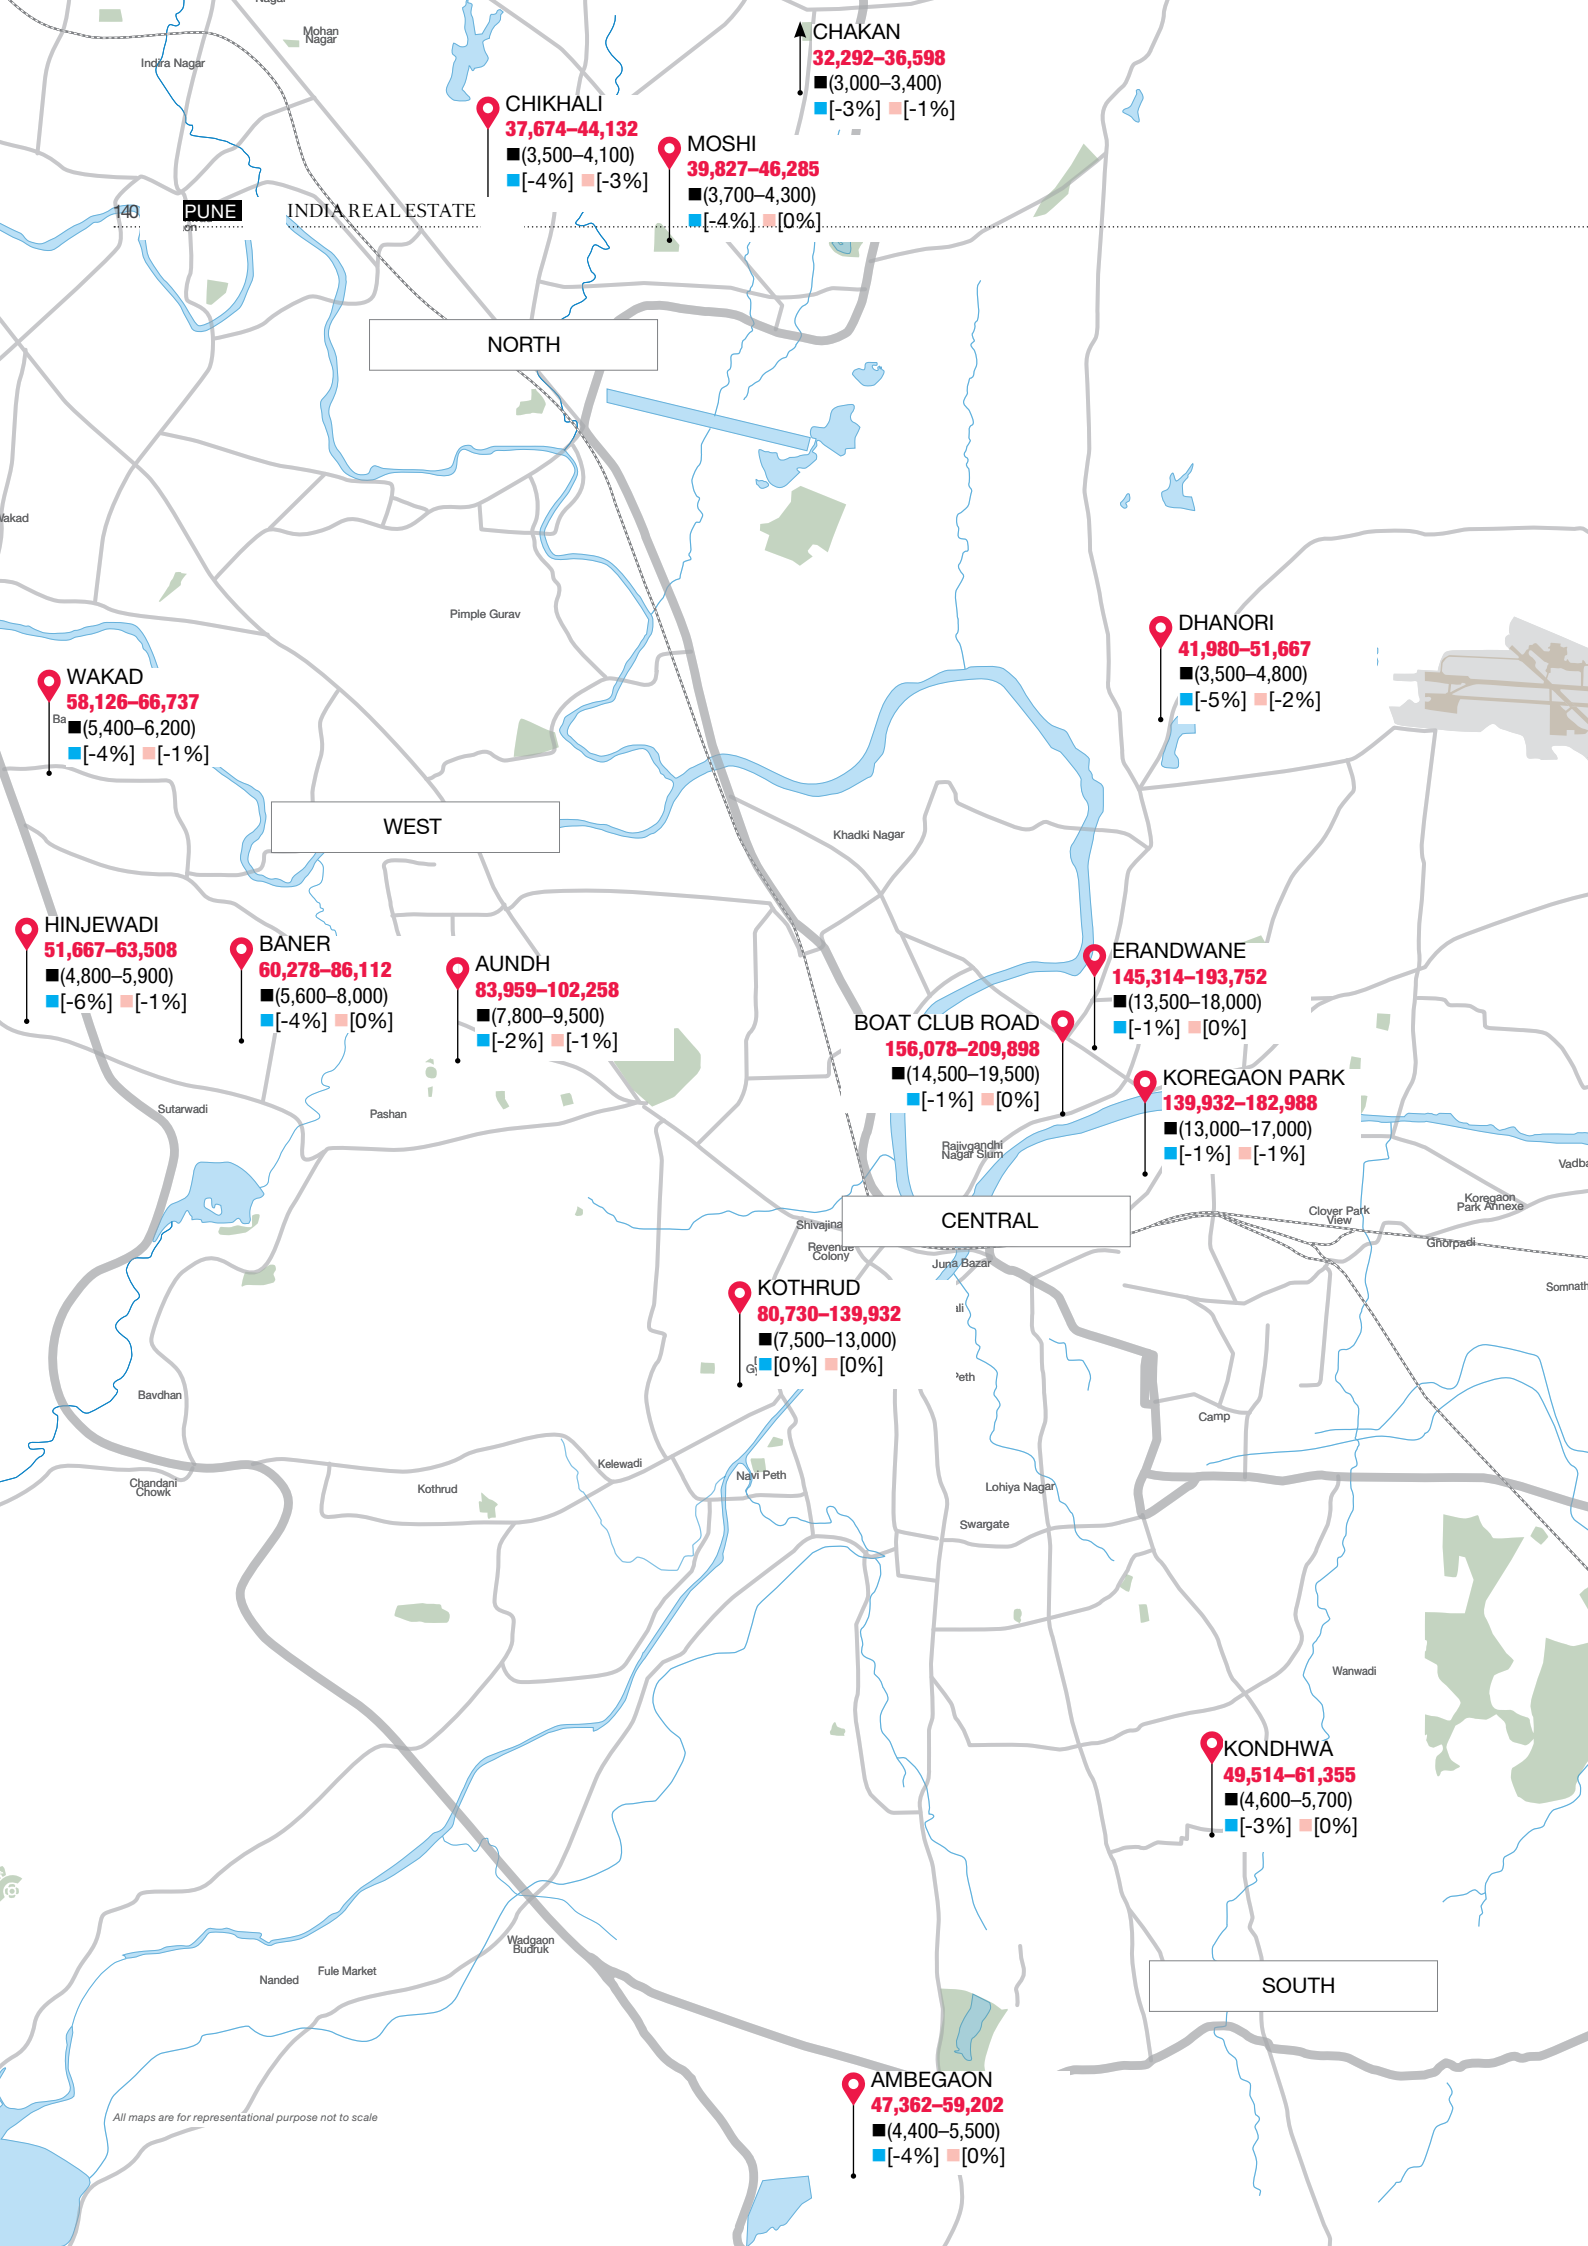 Mohan
Nagar
Indira Nagar
CHAKAN
32,292–36,598
(3,000–3,400)
[-3%] [-1%]
CHIKHALI
37,674–44,132
(3,500–4,100)
[-4%] [-3%]
MOSHI
39,827–46,285
(3,700–4,300)
[-4%] [0%]
140 PUNE INDIA REAL ESTATE
NORTH
Pimple Gurav
DHANORI
41,980–51,667
(3,500–4,800)
[-5%] [-2%]
WAKAD
58,126–66,737
Ba
(5,400–6,200)
[-4%] [-1%]
WEST
Khadki Nagar
HINJEWADI
51,667–63,508
(4,800–5,900)
[-6%] [-1%]
BANER
60,278–86,112
(5,600–8,000)
[-4%] [0%]
AUNDH
83,959–102,258
(7,800–9,500)
[-2%] [-1%]
ERANDWANE
145,314–193,752
(13,500–18,000)
[-1%] [0%]
BOAT CLUB ROAD
156,078–209,898
(14,500–19,500)
[-1%] [0%]
KOREGAON PARK
139,932–182,988
(13,000–17,000)
[-1%] [-1%]
Sutarwadi
Pashan
Rajivgandhi
Nagar Slum
Vadba
Koregaon
Park Annexe
Clover Park
View
Ghorpadi
Shivajina
CENTRAL
Revenue
Colony
Juna Bazar
Somnath
KOTHRUD
80,730–139,932
(7,500–13,000)
[0%] [0%]
ali
Peth
Bavdhan
Camp
Chandani
Chowk
Kothrud
Kelewadi
Navi Peth
Lohiya Nagar
Swargate
Wanwadi
KONDHWA
49,514–61,355
(4,600–5,700)
[-3%] [0%]
Wadgaon
Budruk
Nanded
Fule Market
SOUTH
AMBEGAON
47,362–59,202
(4,400–5,500)
[-4%] [0%]
All maps are for representational purpose not to scale